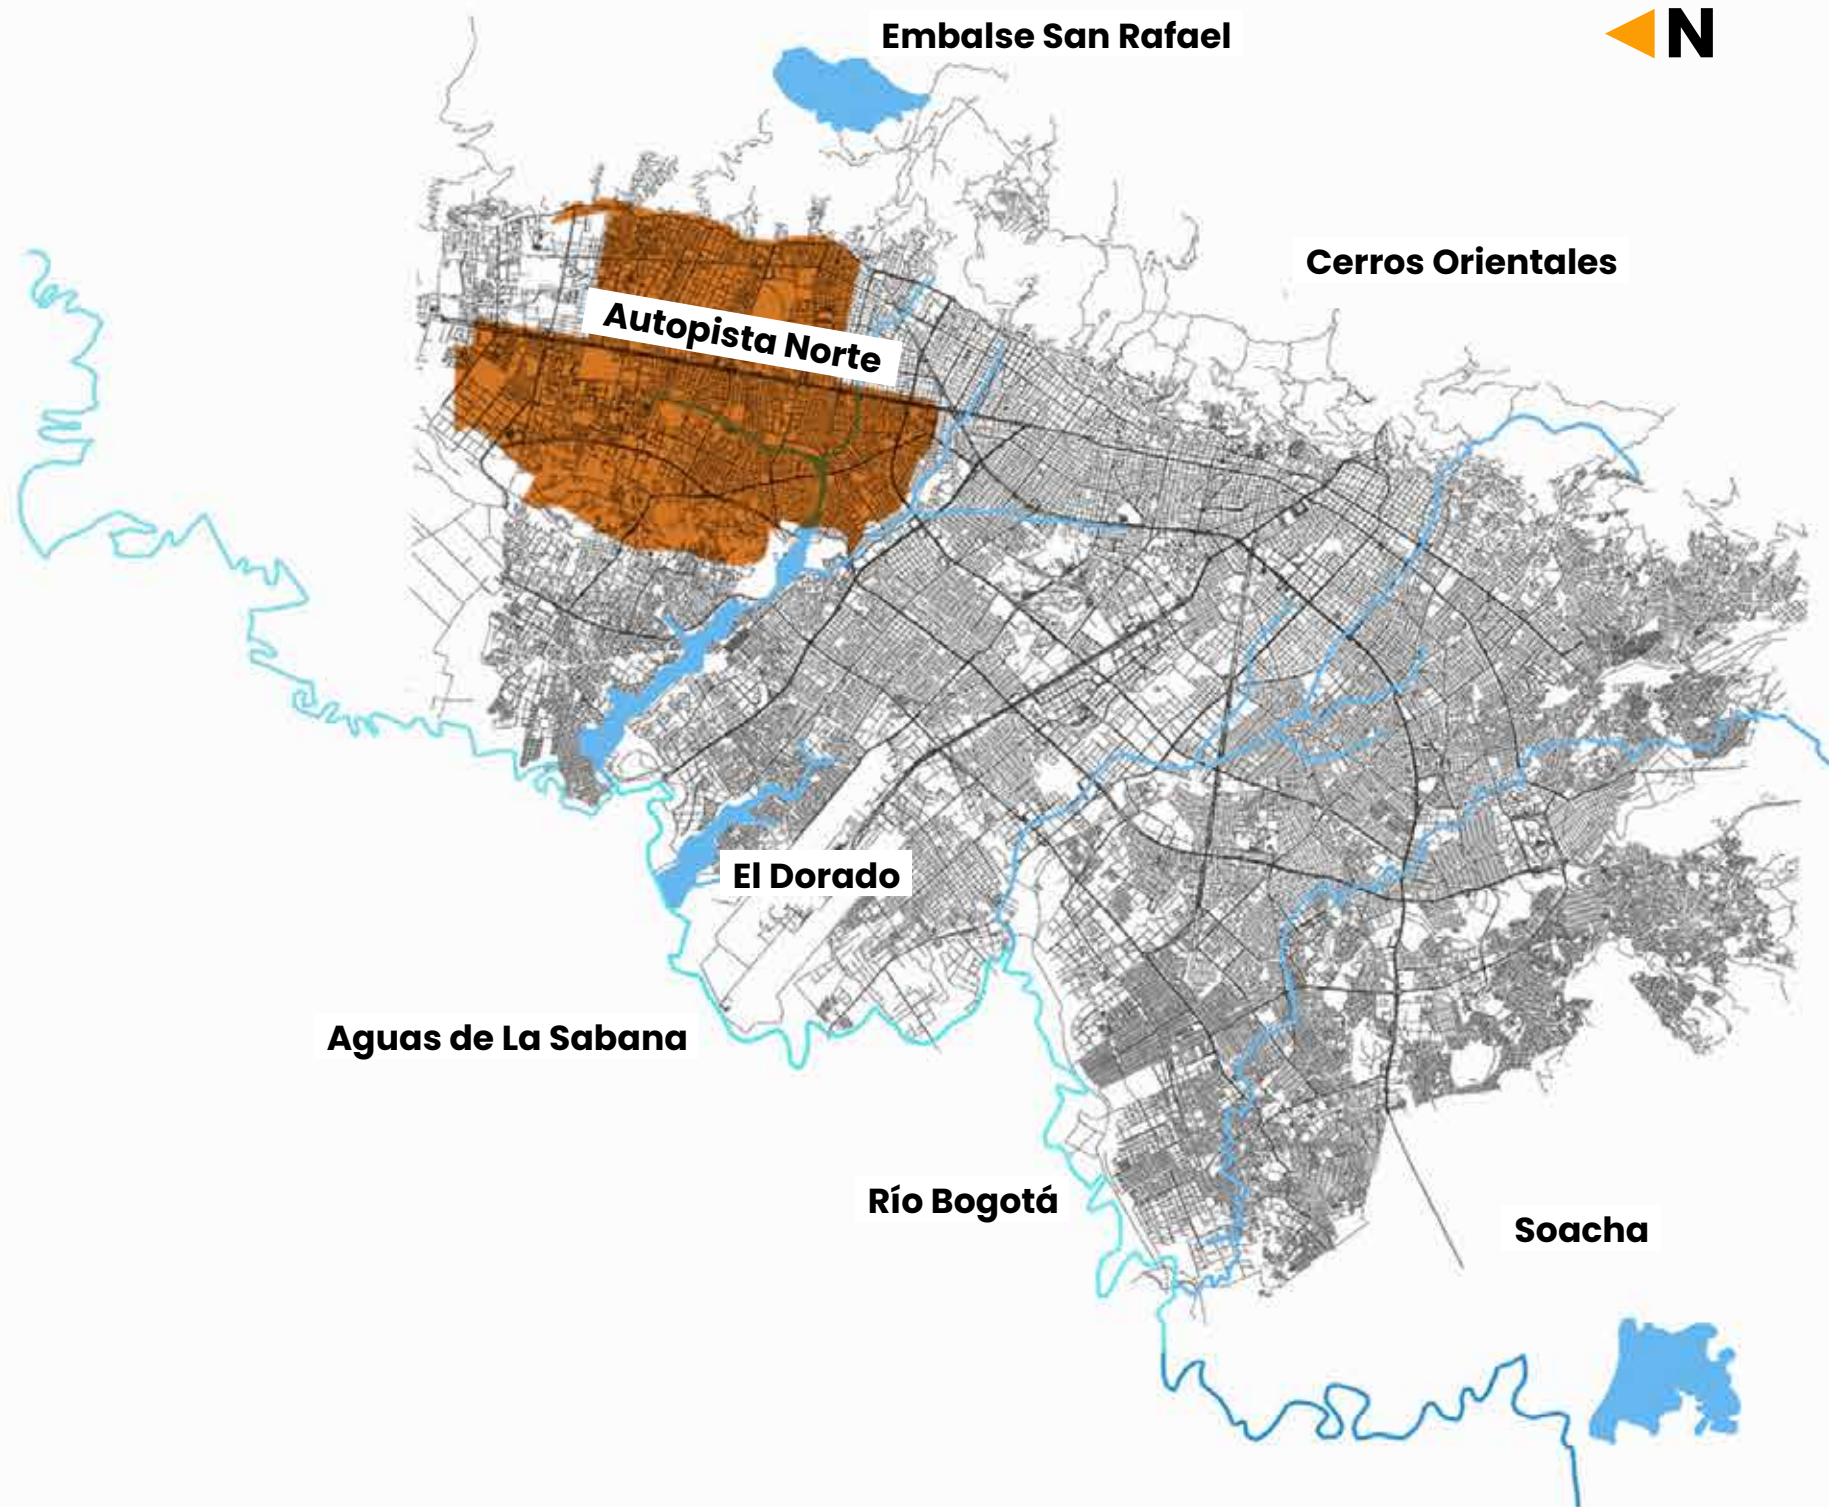 Embalse San Rafael
N
Cerros Orientales
Autopista Norte
El Dorado
Aguas de La Sabana
Río Bogotá
Soacha